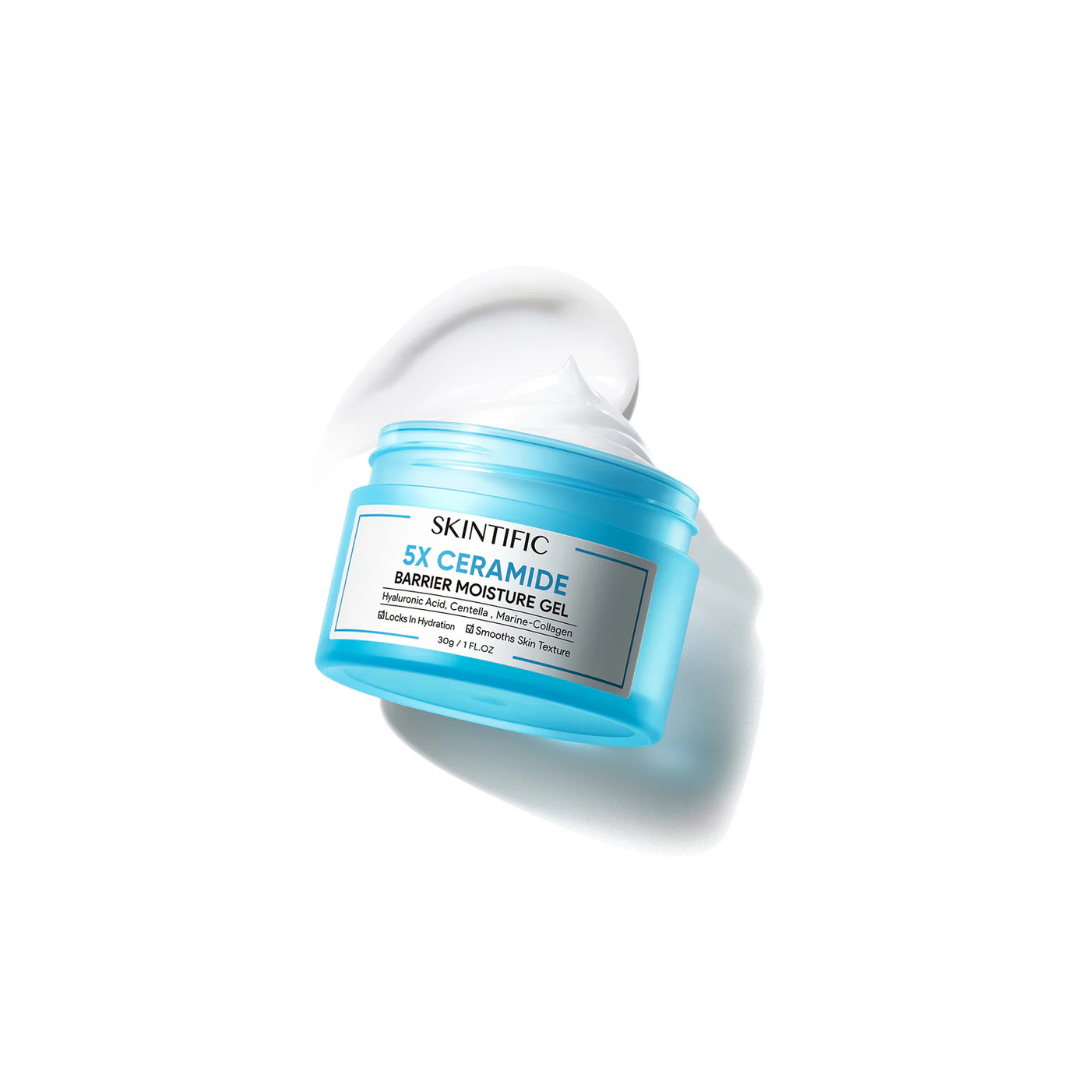 SKINTIFIC
5X CERAMIDE
BARRIER MOISTURE GEL
Hyaluronic Acid, Centella , Marine-Collagen
☑Locks In Hydration ☑Smooths Skin Texture
30g / 1 FL.OZ